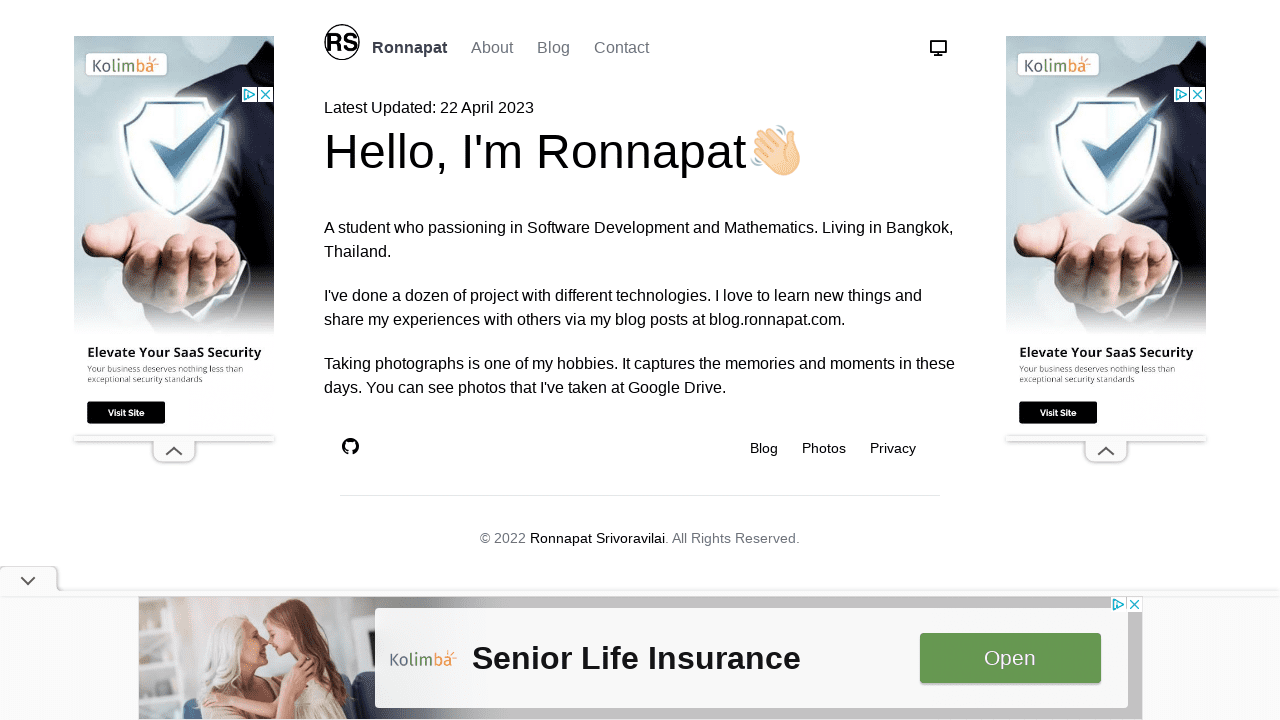 RS
Ronnapat About Blog Contact
Latest Updated: 22 April 2023
Hello, I'm Ronnapat
A student who passioning in Software Development and Mathematics. Living in Bangkok,
Thailand.
I've done a dozen of project with different technologies. I love to learn new things and
share my experiences with others via my blog posts at blog.ronnapat.com.
Taking photographs is one of my hobbies. It captures the memories and moments in these
days. You can see photos that I've taken at Google Drive.
Blog Photos Privacy
© 2022 Ronnapat Srivoravilai. All Rights Reserved.
Kolimba
Elevate Your SaaS Security
Your business deserves nothing less than
exceptional security standards
Visit Site
Kolimba
Elevate Your SaaS Security
Your business deserves nothing less than
exceptional security standards
Visit Site
Kolimba
Senior Life Insurance
Open